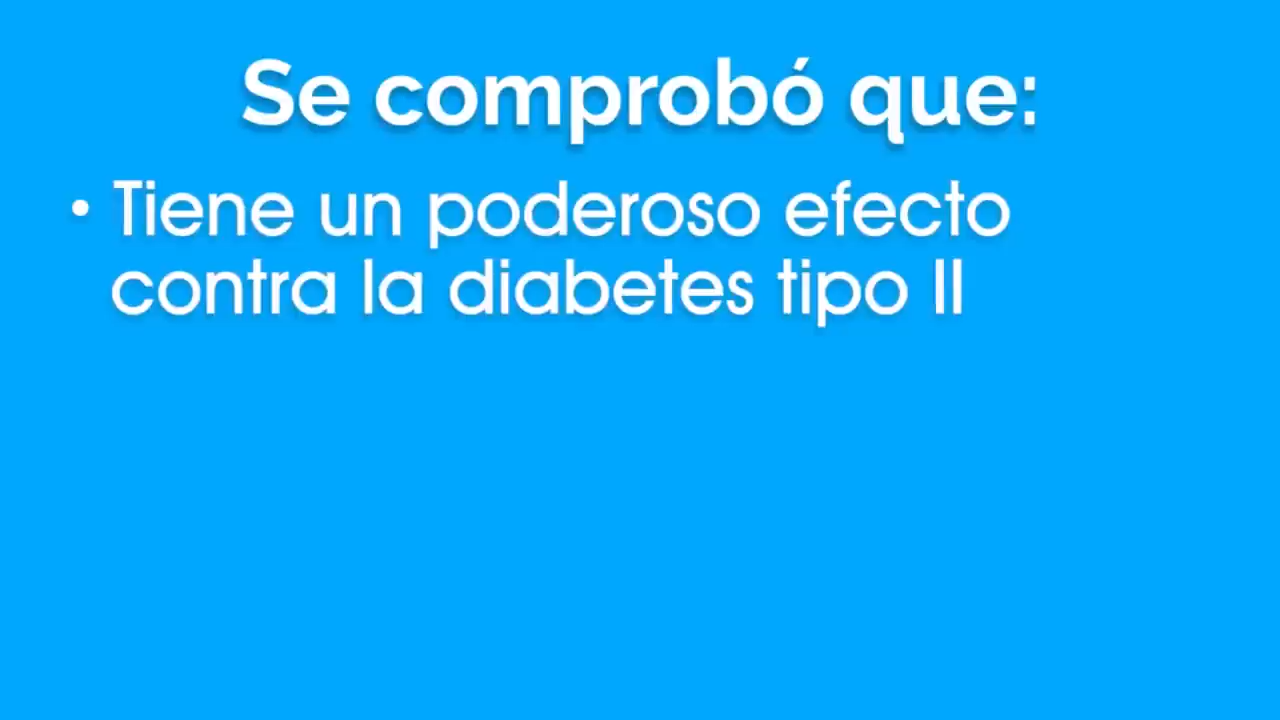 Se comprobó que:
• Tiene un poderoso efecto
contra la diabetes tipo II